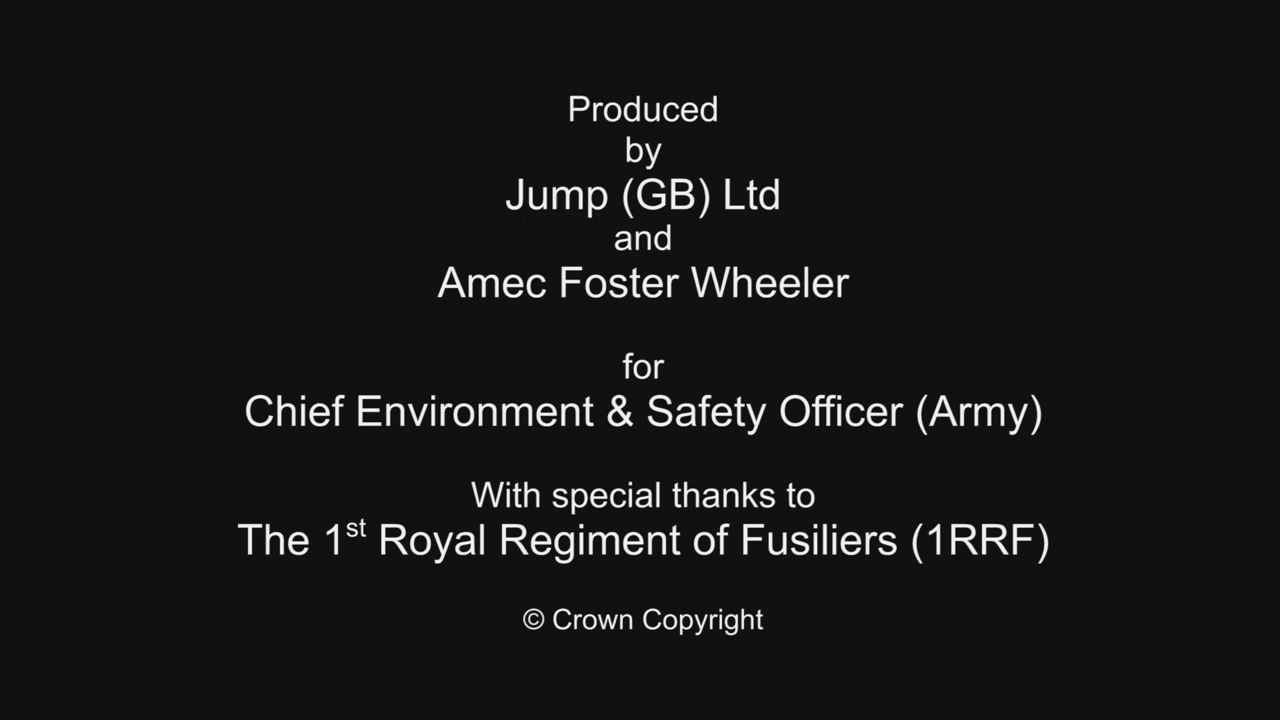 Produced
by
Jump (GB) Ltd
and
Amec Foster Wheeler
for
Chief Environment & Safety Officer (Army)
With special thanks to
The 1st Royal Regiment of Fusiliers (1RRF)
© Crown Copyright